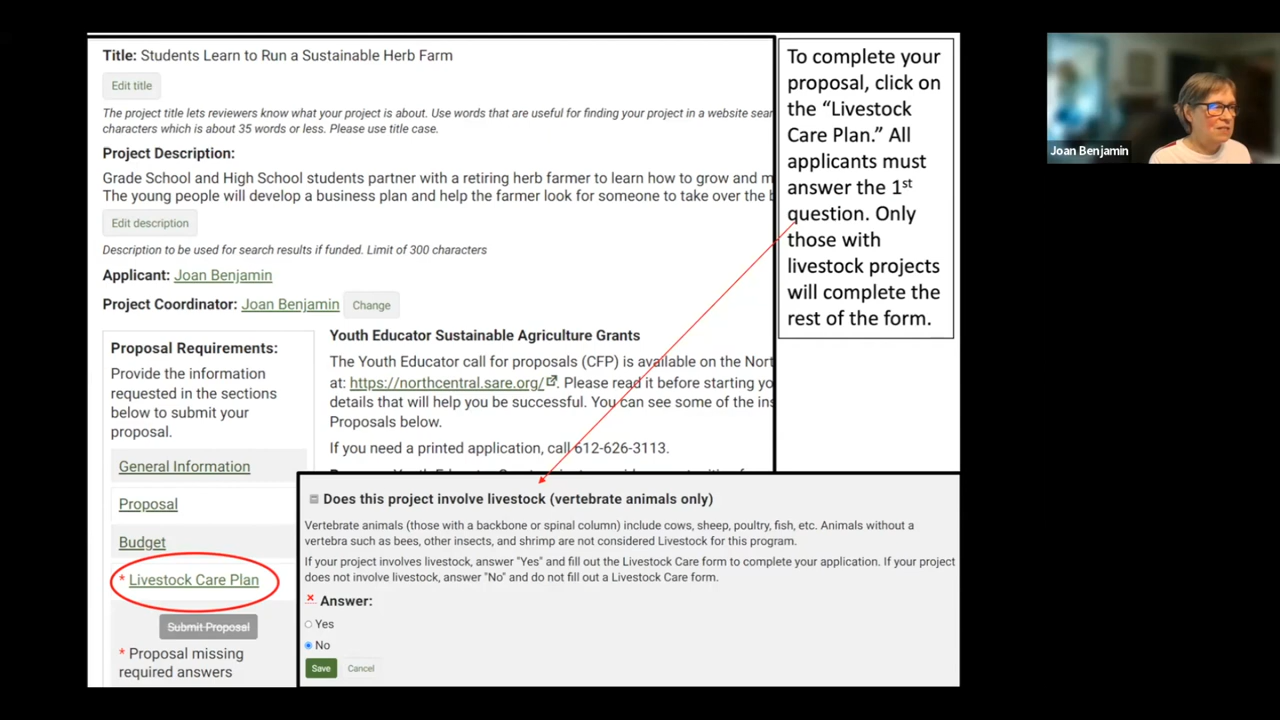 Title: Students Learn to Run a Sustainable Herb Farm
Edit title
The project title lets reviewers know what your project is about. Use words that are useful for finding your project in a website sear
characters which is about 35 words or less. Please use title case.
Project Description:
Grade School and High School students partner with a retiring herb farmer to learn how to grow and m
The young people will develop a business plan and help the farmer look for someone to take over the b
Edit description
Description to be used for search results if funded. Limit of 300 characters
Applicant: Joan Benjamin
Project Coordinator: Joan Benjamin Change
Proposal Requirements:
Provide the information
requested in the sections
below to submit your
proposal.
General Information
Proposal
Budget
* Livestock Care Plan
Submit Proposal
* Proposal missing
required answers
Youth Educator Sustainable Agriculture Grants
The Youth Educator call for proposals (CFP) is available on the Nort
at: https://northcentral.sare.org/. Please read it before starting yo
details that will help you be successful. You can see some of the ins
Proposals below.
If you need a printed application, call 612-626-3113.
Does this project involve livestock (vertebrate animals only)
Vertebrate animals (those with a backbone or spinal column) include cows, sheep, poultry, fish, etc. Animals without a
vertebra such as bees, other insects, and shrimp are not considered Livestock for this program.
If your project involves livestock, answer "Yes" and fill out the Livestock Care form to complete your application. If your project
does not involve livestock, answer "No" and do not fill out a Livestock Care form.
Answer:
Yes
No
Save Cancel
To complete your
proposal, click on
the “Livestock
Care Plan.” All
applicants must
answer the 1st
question. Only
those with
livestock projects
will complete the
rest of the form.
Joan Benjamin